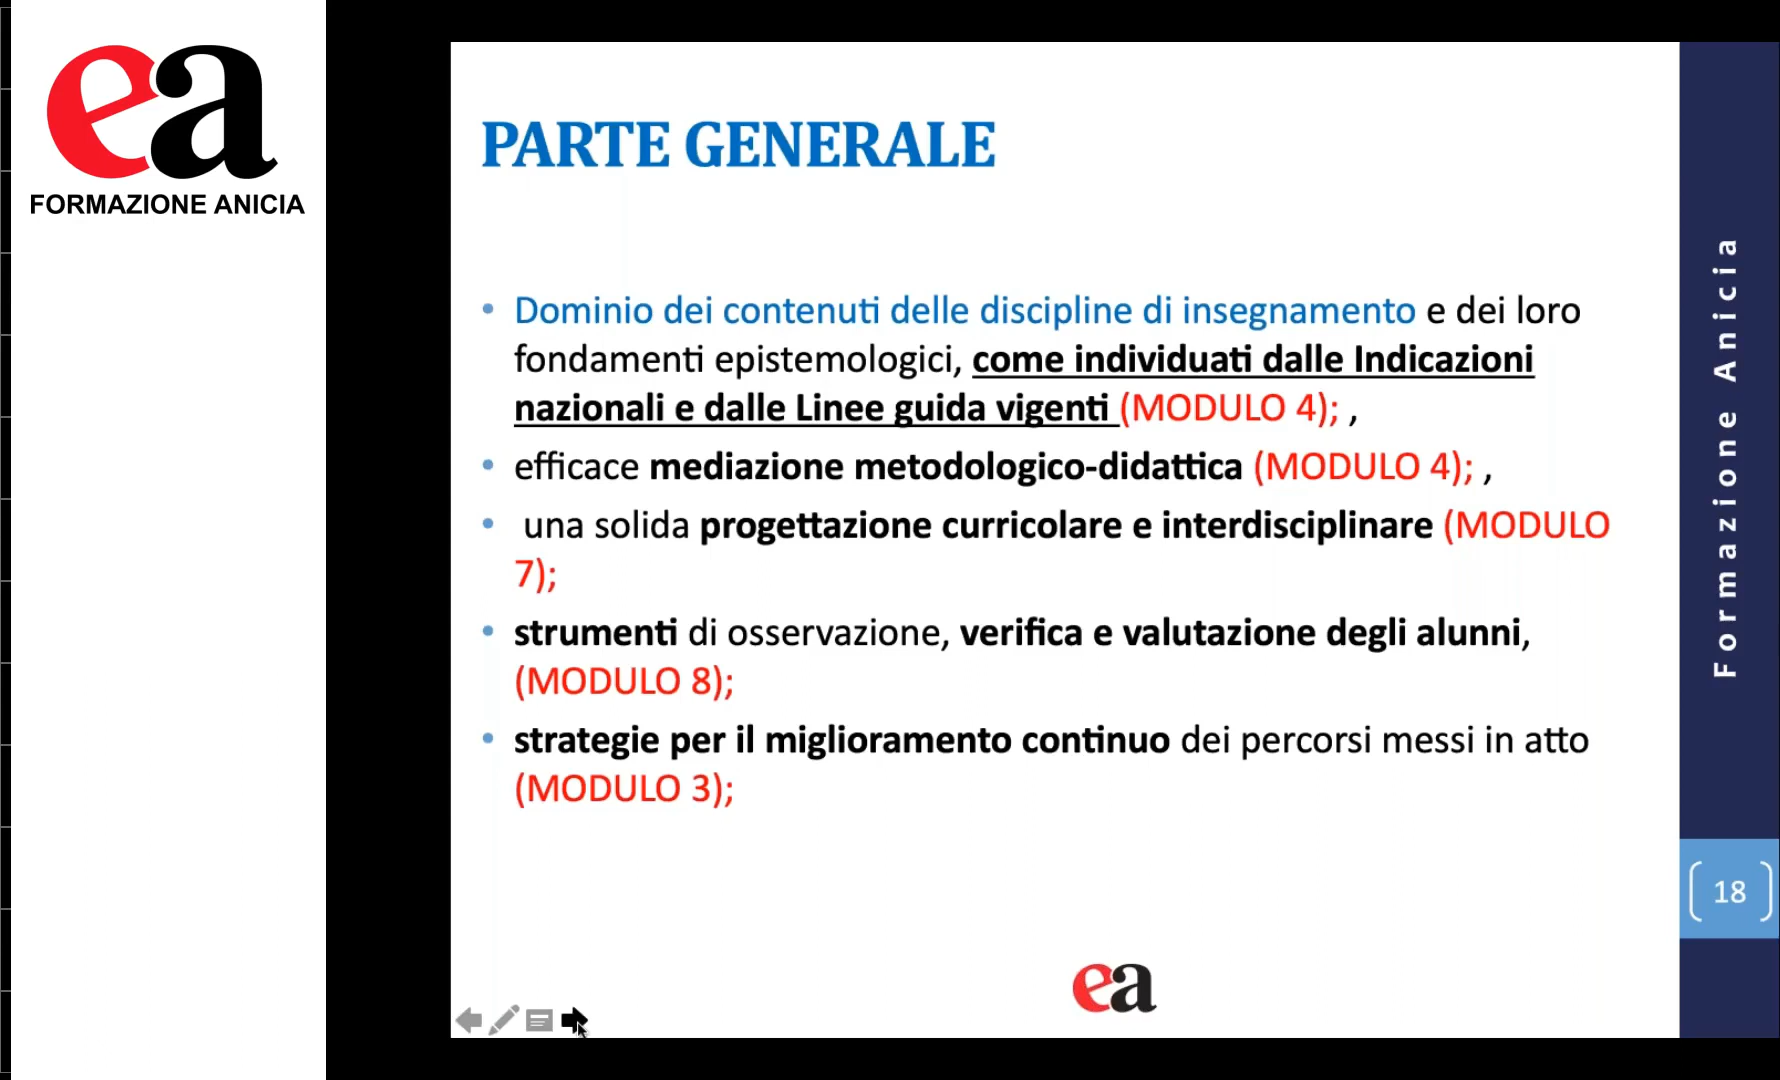 ea
FORMAZIONE ANICIA
PARTE GENERALE
• Dominio dei contenuti delle discipline di insegnamento e dei loro
fondamenti epistemologici, come individuati dalle Indicazioni
nazionali e dalle Linee guida vigenti (MODULO 4); ,
• efficace mediazione metodologico-didattica (MODULO 4); ,
• una solida progettazione curricolare e interdisciplinare (MODULO
7);
• strumenti di osservazione, verifica e valutazione degli alunni,
(MODULO 8);
• strategie per il miglioramento continuo dei percorsi messi in atto
(MODULO 3);
Formazione Anicia
18
ea